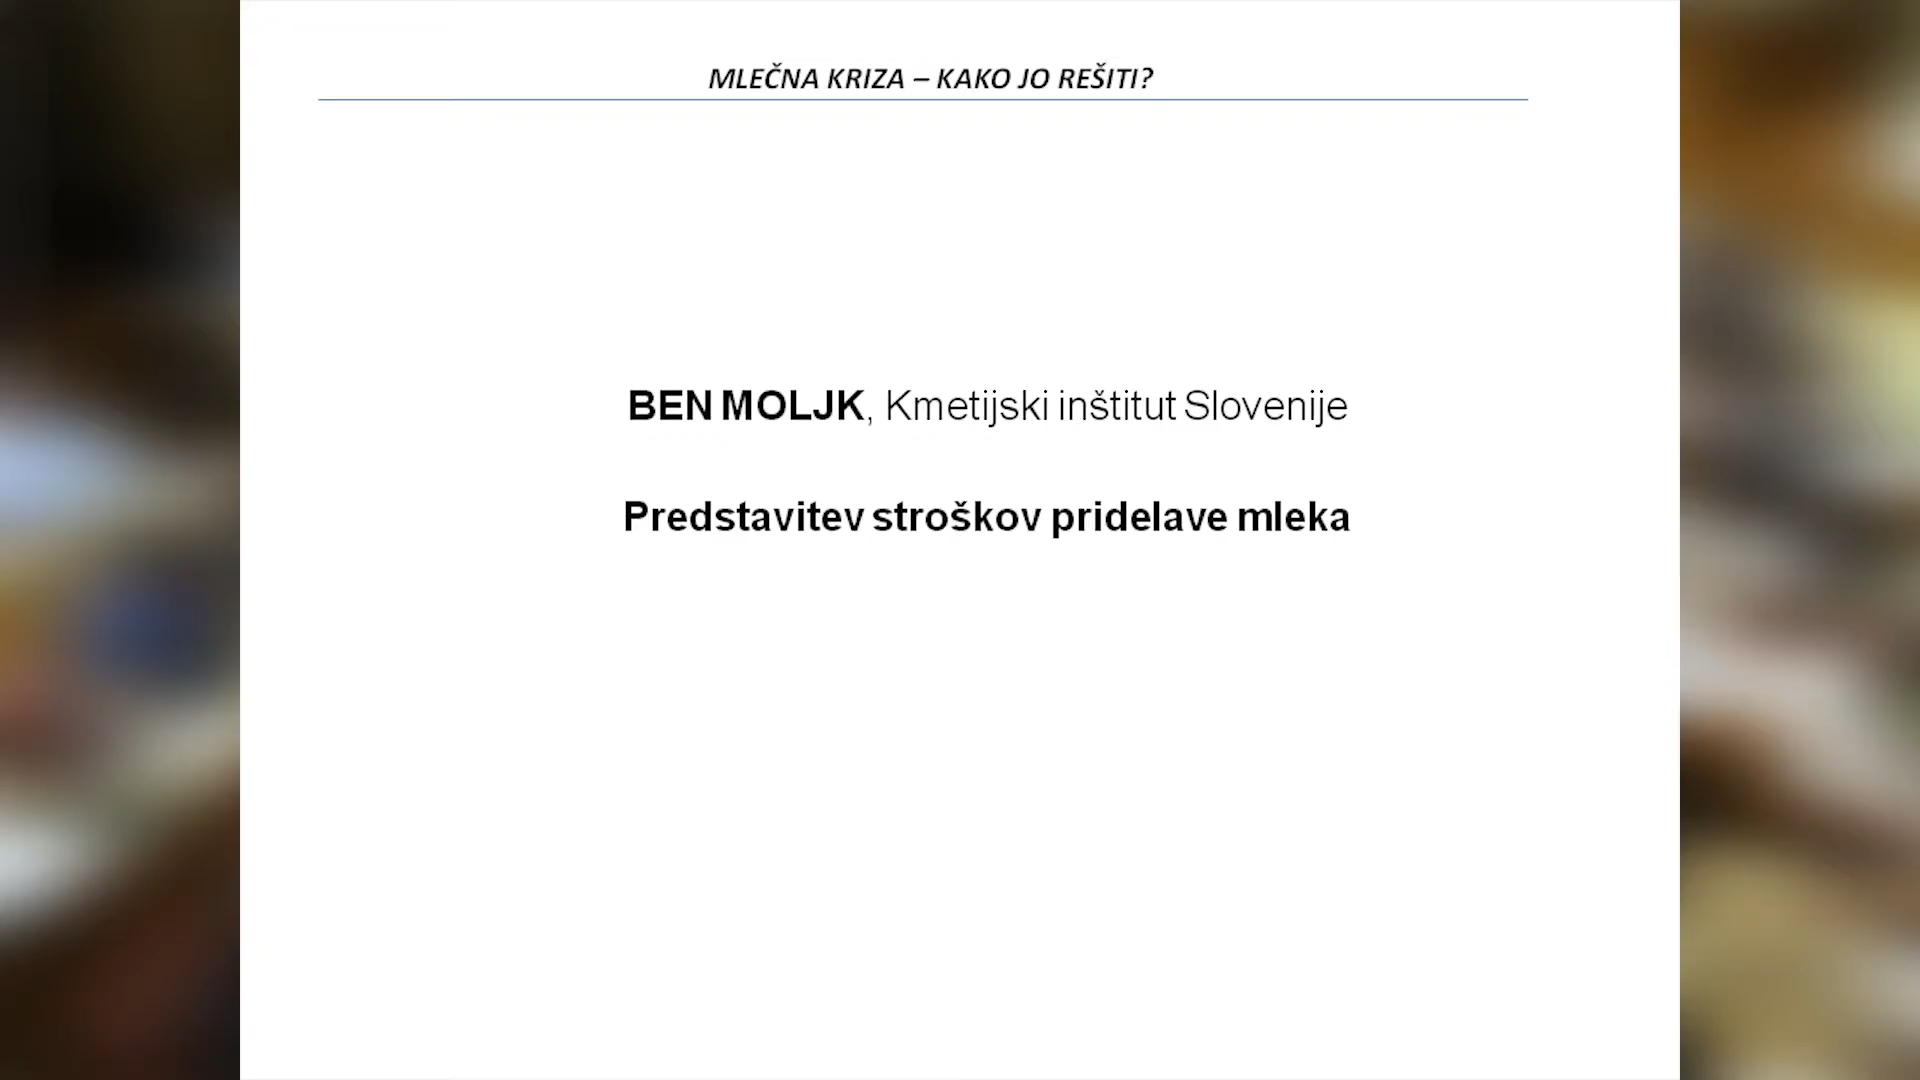 MLEČNA KRIZA – KAKO JO REŠITI?
BEN MOLJK, Kmetijski inštitut Slovenije
Predstavitev stroškov pridelave mleka